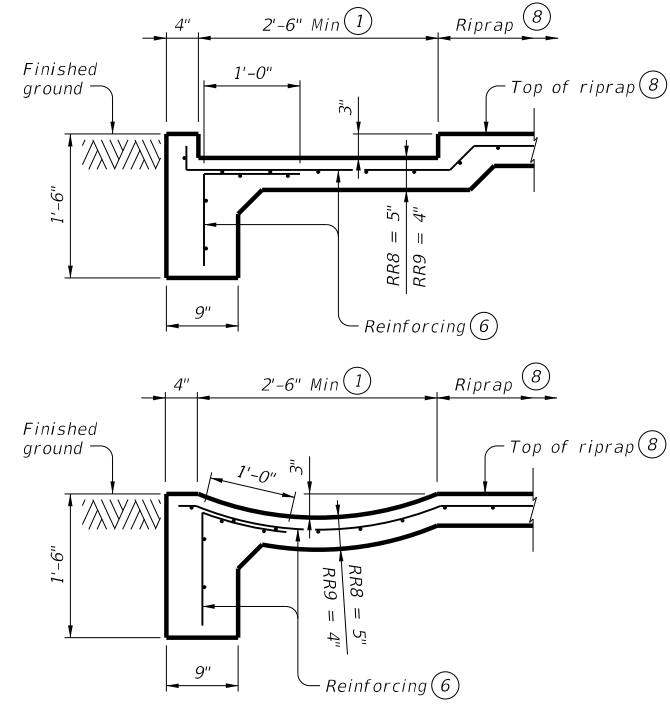 4" 2'-6" Min 1 Riprap 8
Finished
ground
1'-0"
3"
Top of riprap 8
1'-6"
RR8 = 5"
RR9 = 4"
9"
Reinforcing 6
4" 2'-6" Min 1 Riprap 8
Finished
ground
1'-0"
3"
Top of riprap 8
1'-6"
RR8 = 5"
RR9 = 4"
9"
Reinforcing 6